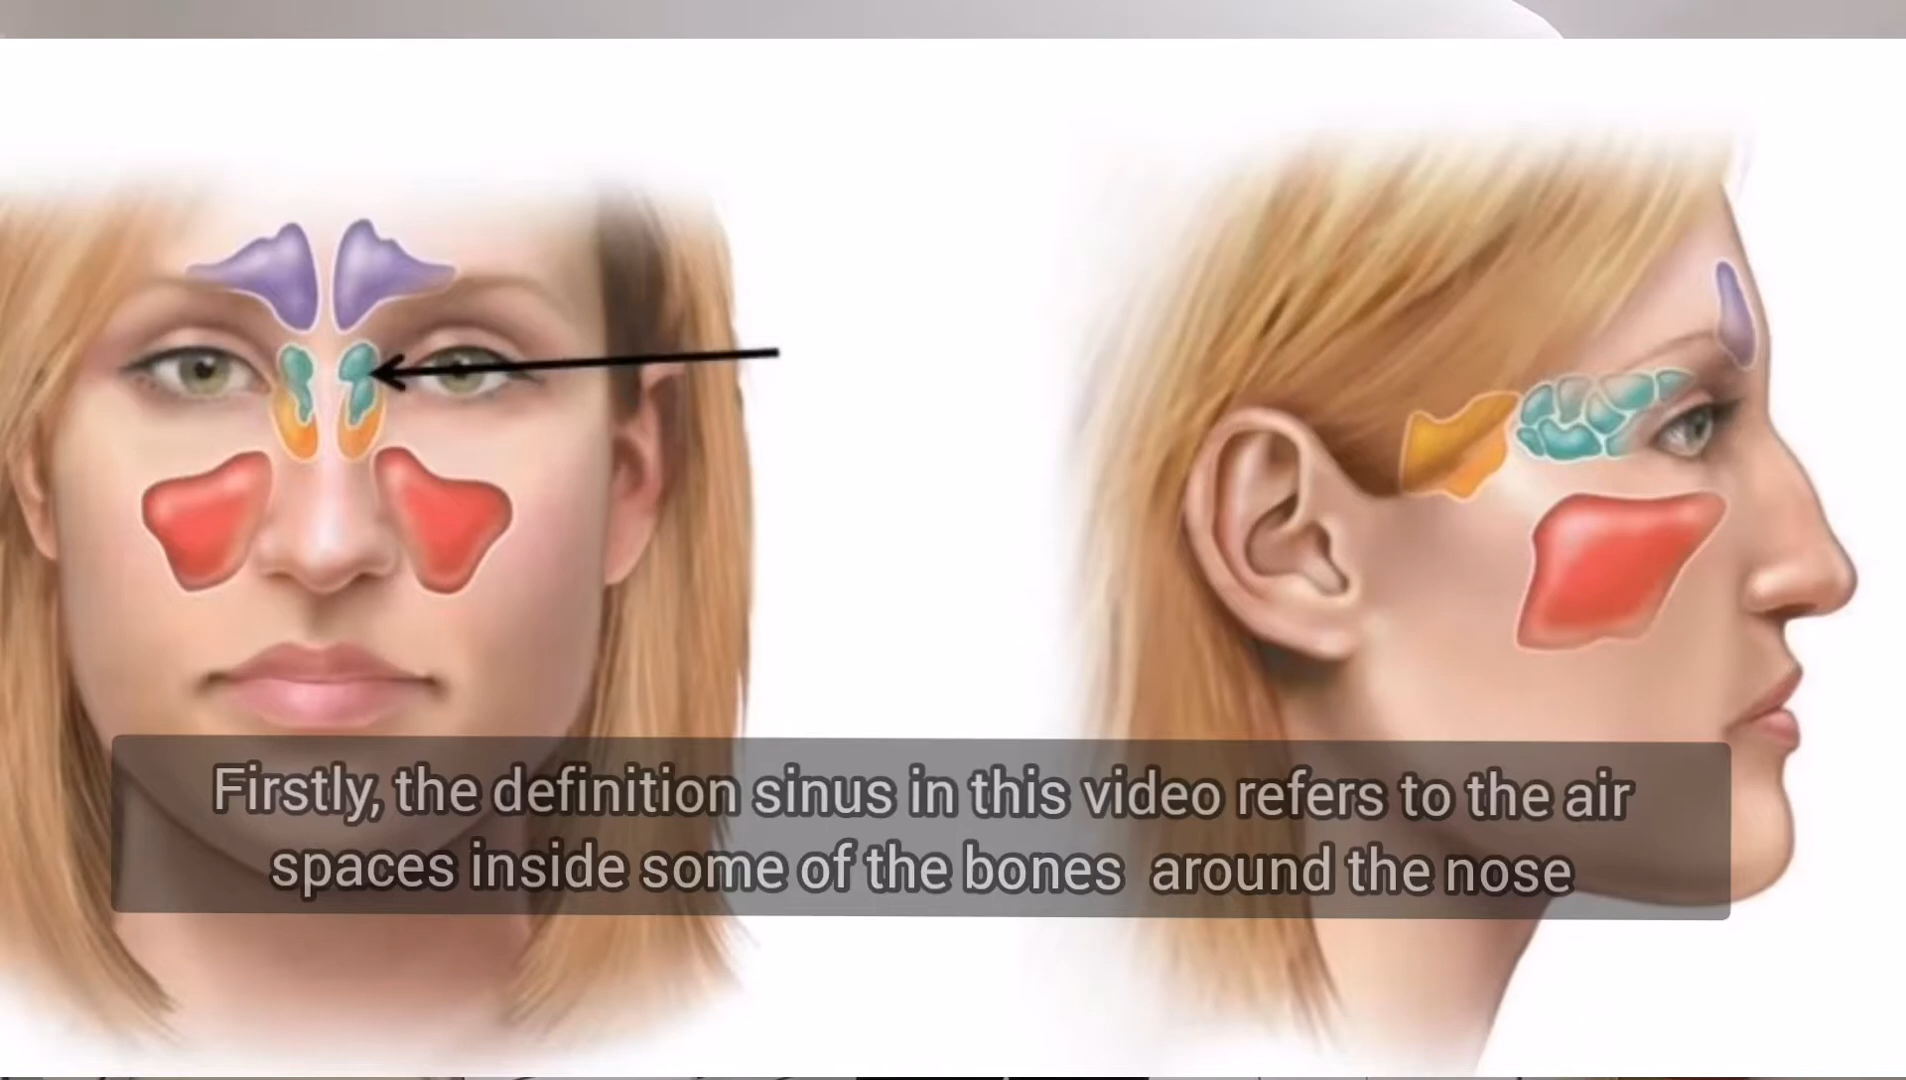 Firstly, the definition sinus in this video refers to the air
spaces inside some of the bones around the nose